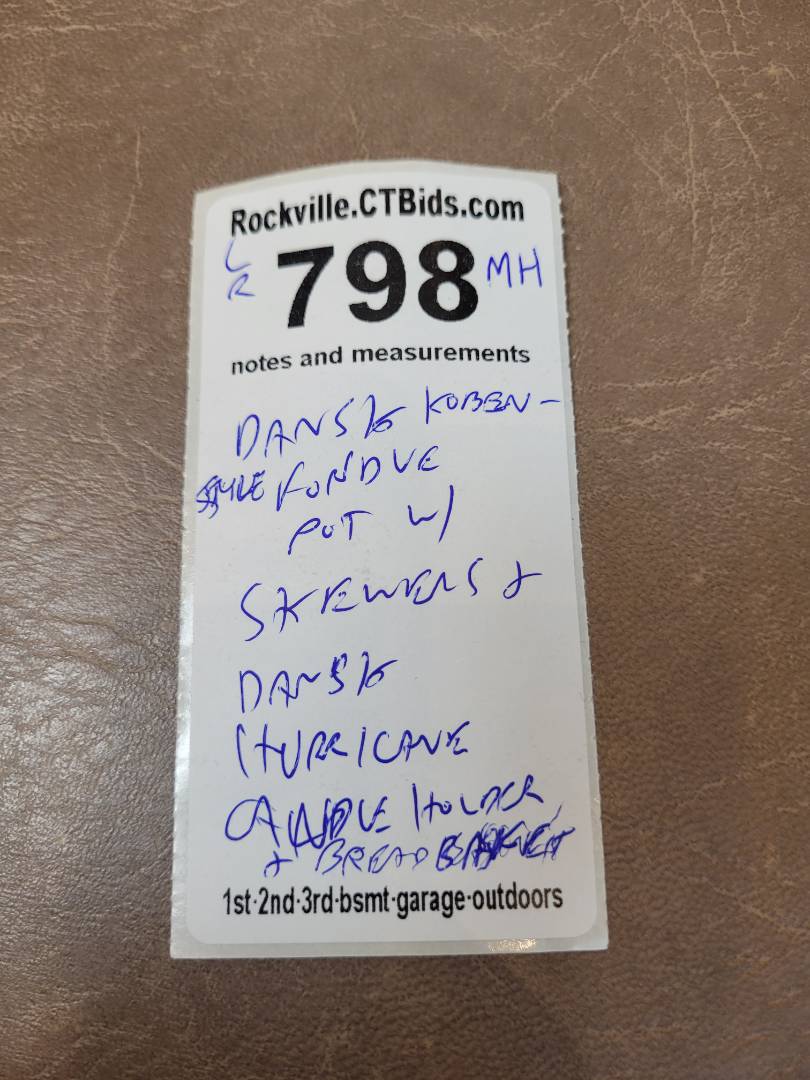 Rockville.CTBids.com
L
R 798 MH
notes and measurements
DANSK KOBEN-
STYLE FONDUE
POT W/
SKEWERS &
DANSK
HURRICANE
CANDLE HOLDER
& BREAD BASKET
1st·2nd·3rd·bsmt·garage·outdoors